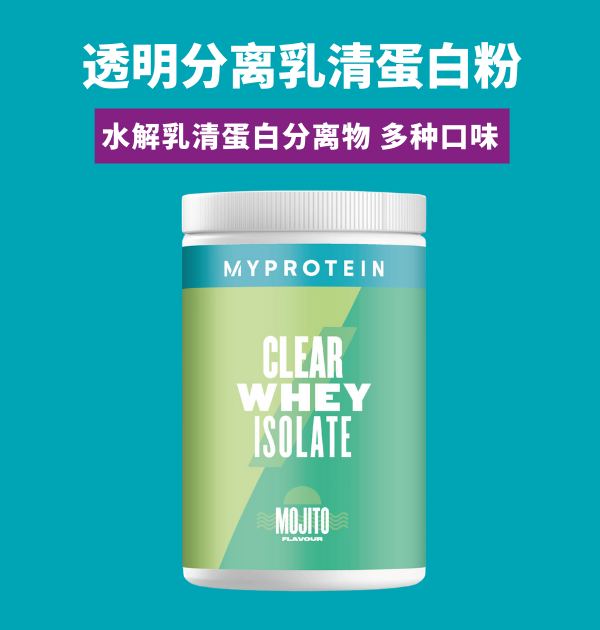 透明分离乳清蛋白粉
水解乳清蛋白分离物 多种口味
MYPROTEIN
CLEAR
WHEY
ISOLATE
MOJITO
FLAVOUR